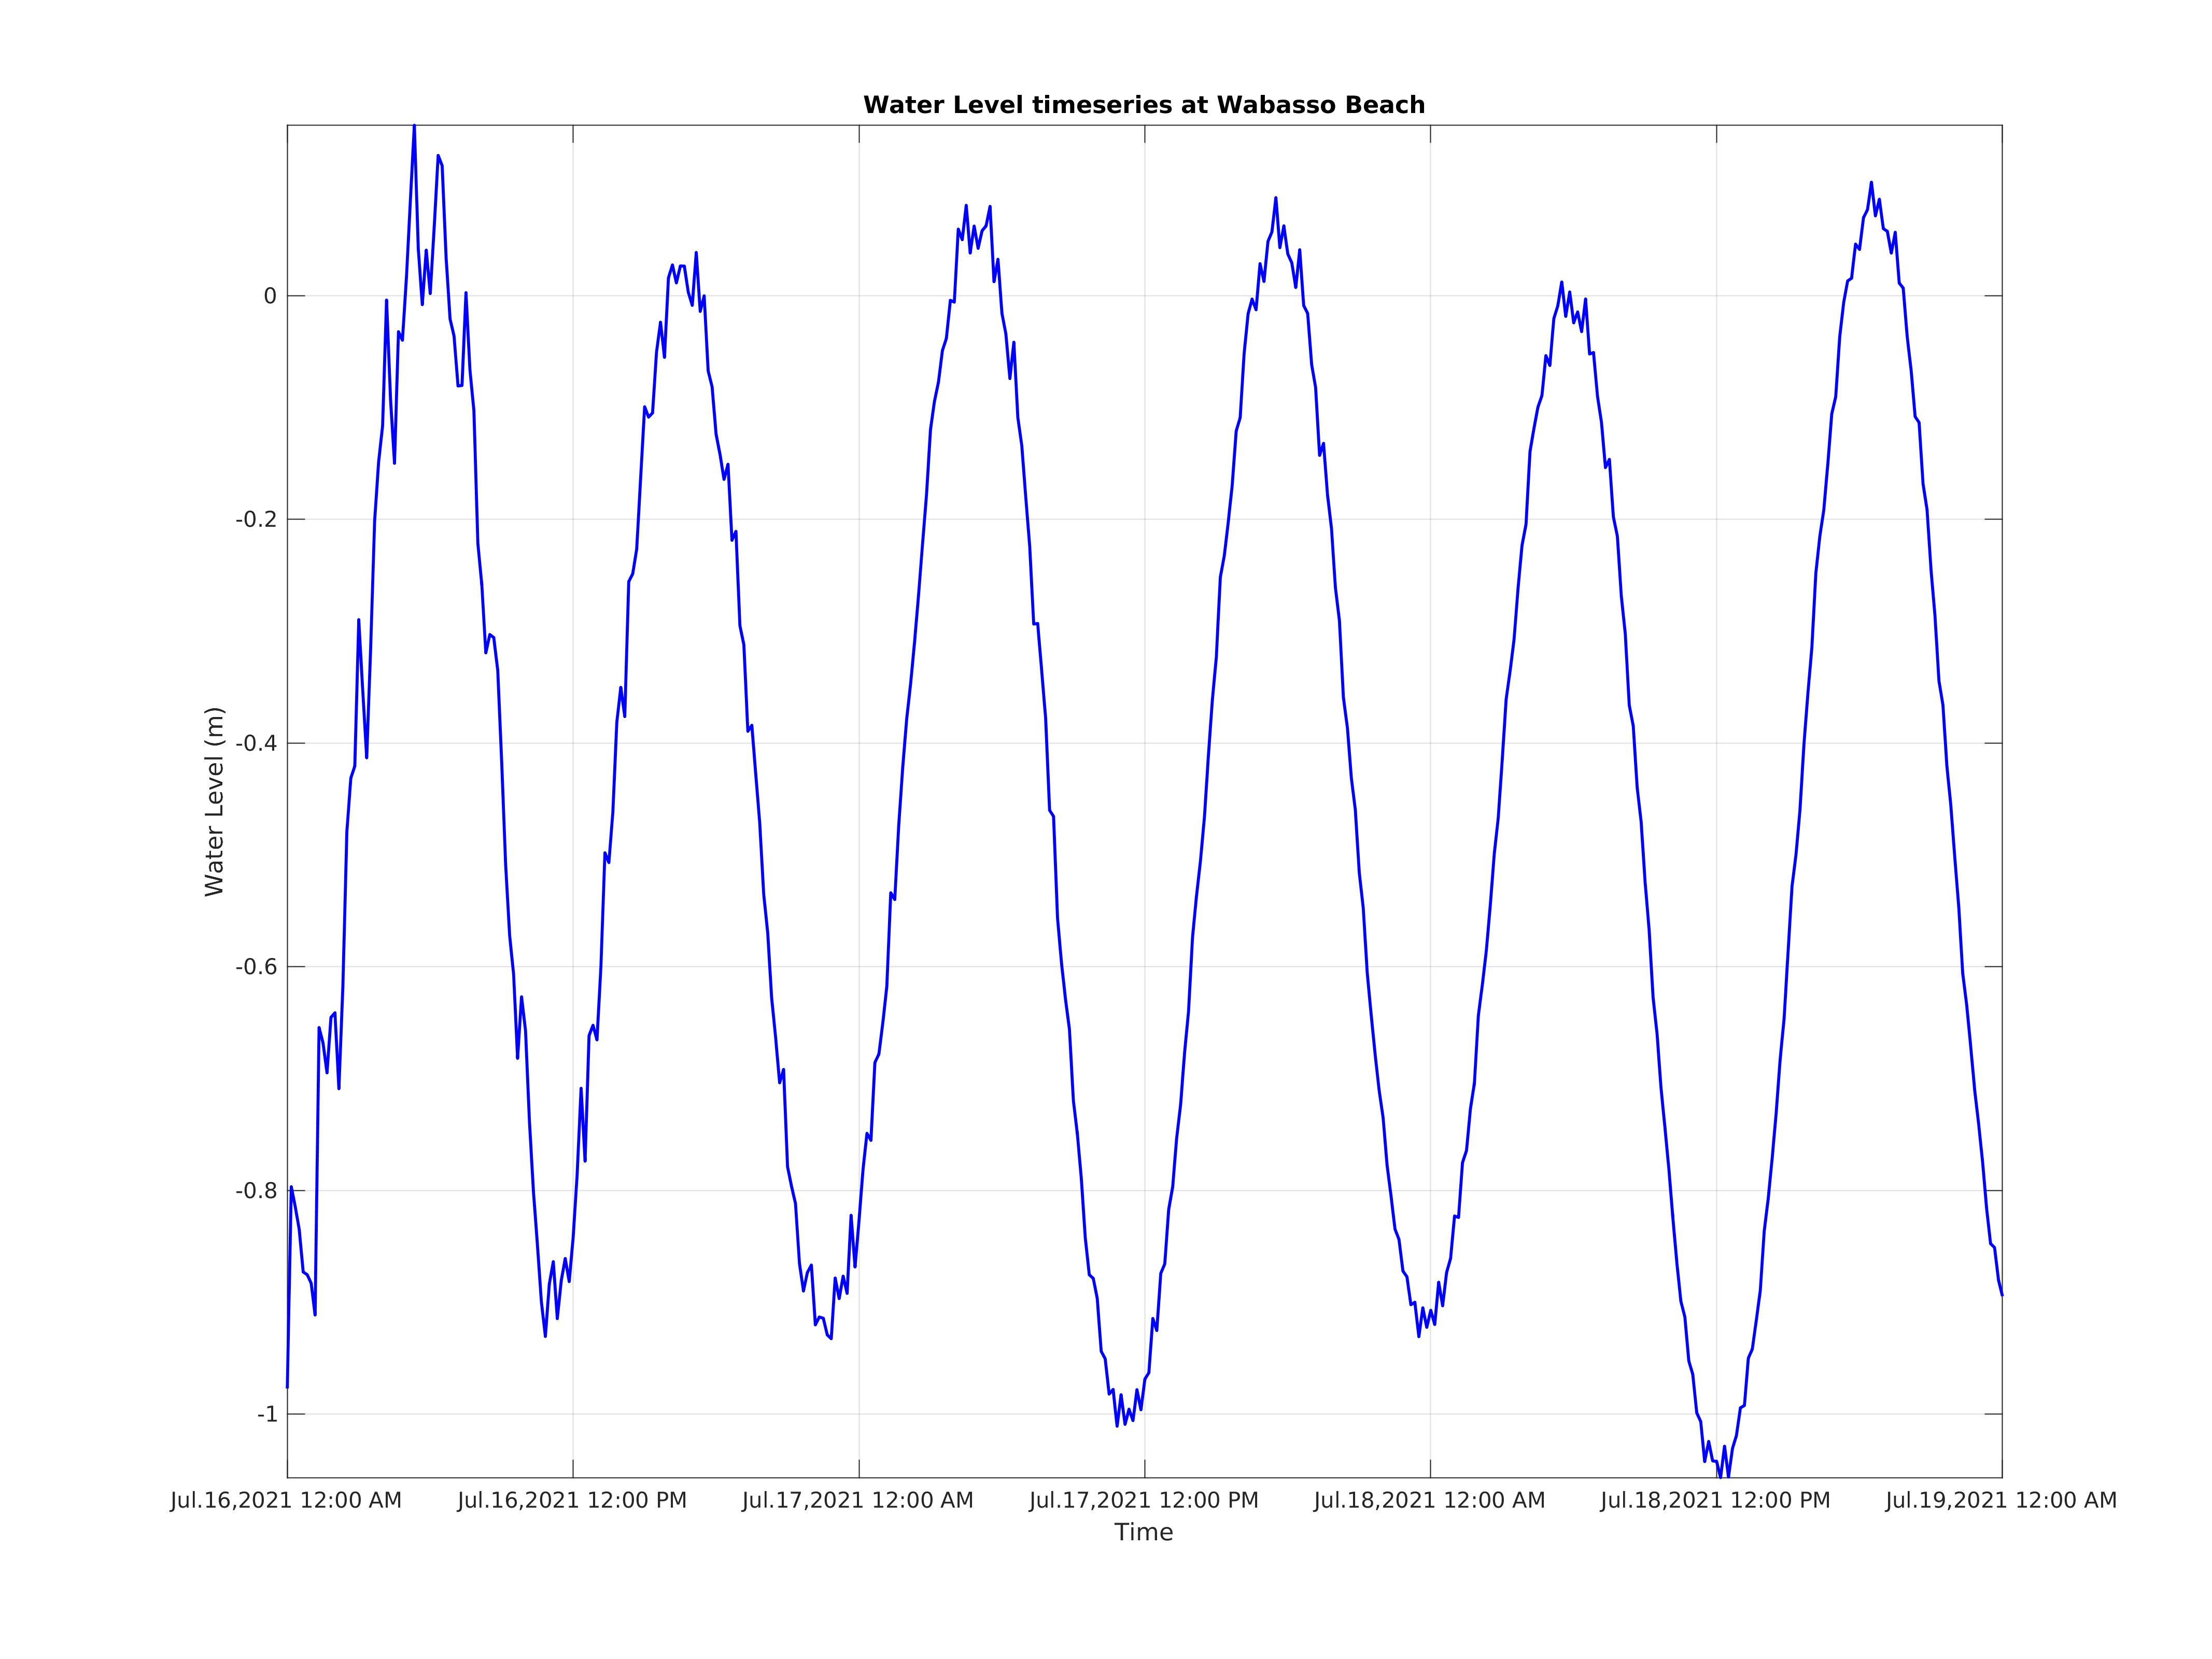 Water Level timeseries at Wabasso Beach
0
-0.2
-0.4
-0.6
-0.8
-1
Water Level (m)
Jul.16,2021 12:00 AM Jul.16,2021 12:00 PM Jul.17,2021 12:00 AM Jul.17,2021 12:00 PM Jul.18,2021 12:00 AM Jul.18,2021 12:00 PM Jul.19,2021 12:00 AM
Time